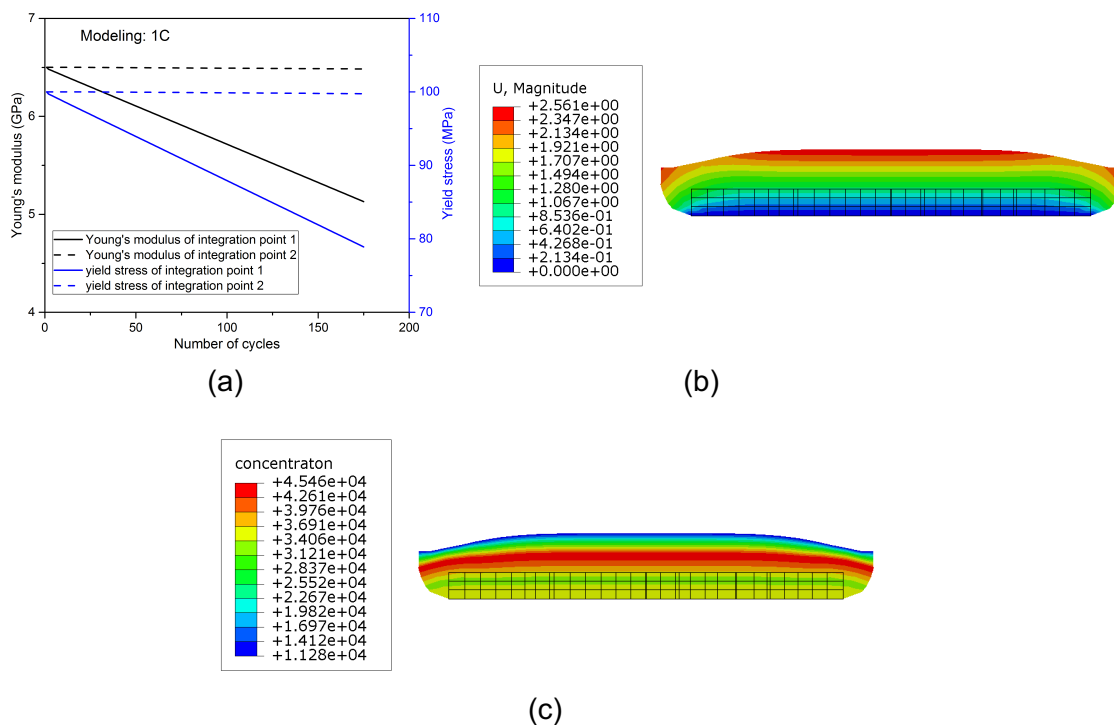 Modeling: 1C
7
6
5
4
Young's modulus (GPa)
110
100
90
80
70
Yield stress (MPa)
Young's modulus of integration point 1
Young's modulus of integration point 2
yield stress of integration point 1
yield stress of integration point 2
0 50 100 150 200
Number of cycles
(a)
U, Magnitude
+2.561e+00
+2.347e+00
+2.134e+00
+1.921e+00
+1.707e+00
+1.494e+00
+1.280e+00
+1.067e+00
+8.536e-01
+6.402e-01
+4.268e-01
+2.134e-01
+0.000e+00
(b)
concentraton
+4.546e+04
+4.261e+04
+3.976e+04
+3.691e+04
+3.406e+04
+3.121e+04
+2.837e+04
+2.552e+04
+2.267e+04
+1.982e+04
+1.697e+04
+1.412e+04
+1.128e+04
(c)